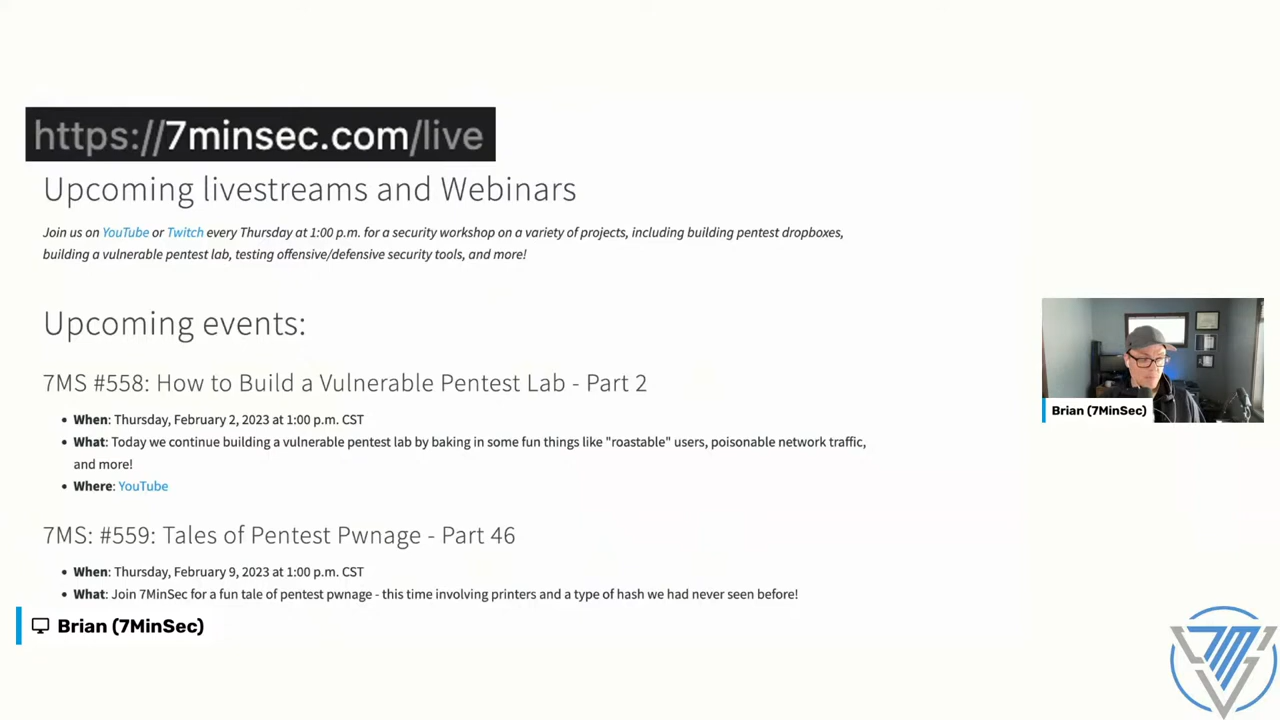 https://7minsec.com/live
Upcoming livestreams and Webinars
Join us on YouTube or Twitch every Thursday at 1:00 p.m. for a security workshop on a variety of projects, including building pentest dropboxes,
building a vulnerable pentest lab, testing offensive/defensive security tools, and more!
Upcoming events:
7MS #558: How to Build a Vulnerable Pentest Lab - Part 2
• When: Thursday, February 2, 2023 at 1:00 p.m. CST
• What: Today we continue building a vulnerable pentest lab by baking in some fun things like "roastable" users, poisonable network traffic,
and more!
• Where: YouTube
7MS: #559: Tales of Pentest Pwnage - Part 46
• When: Thursday, February 9, 2023 at 1:00 p.m. CST
• What: Join 7MinSec for a fun tale of pentest pwnage - this time involving printers and a type of hash we had never seen before!
Brian (7MinSec)
Brian (7MinSec)
7MS